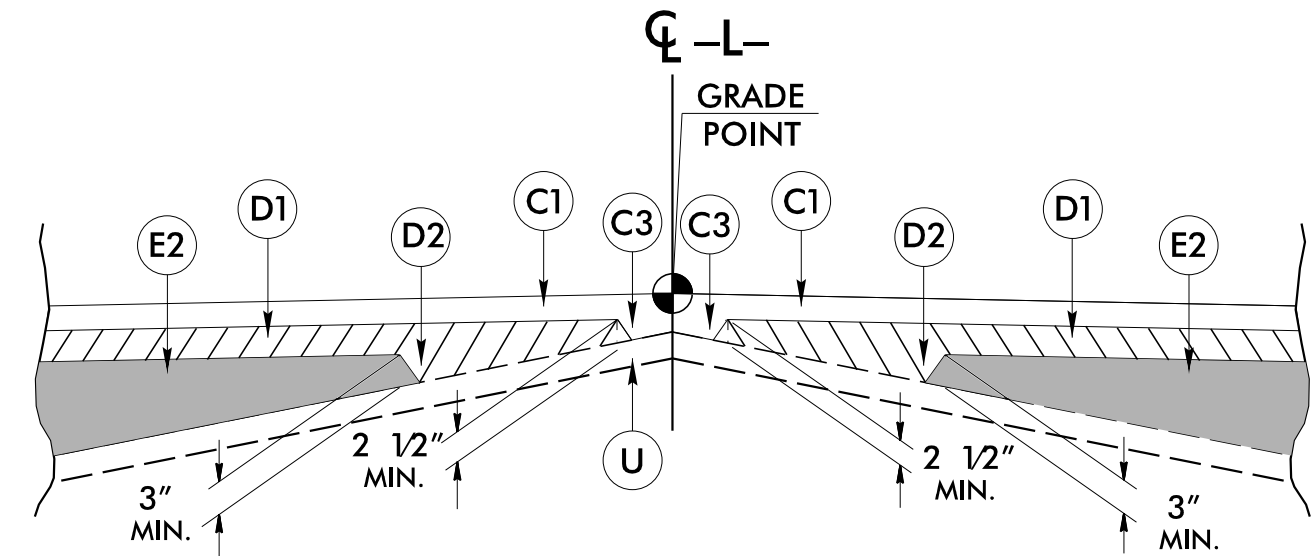 ℄ –L–
GRADE
POINT
C1
C3
C3
C1
D1
D2
D2
D1
E2
E2
2 1/2"
MIN.
U
2 1/2"
MIN.
3"
MIN.
3"
MIN.